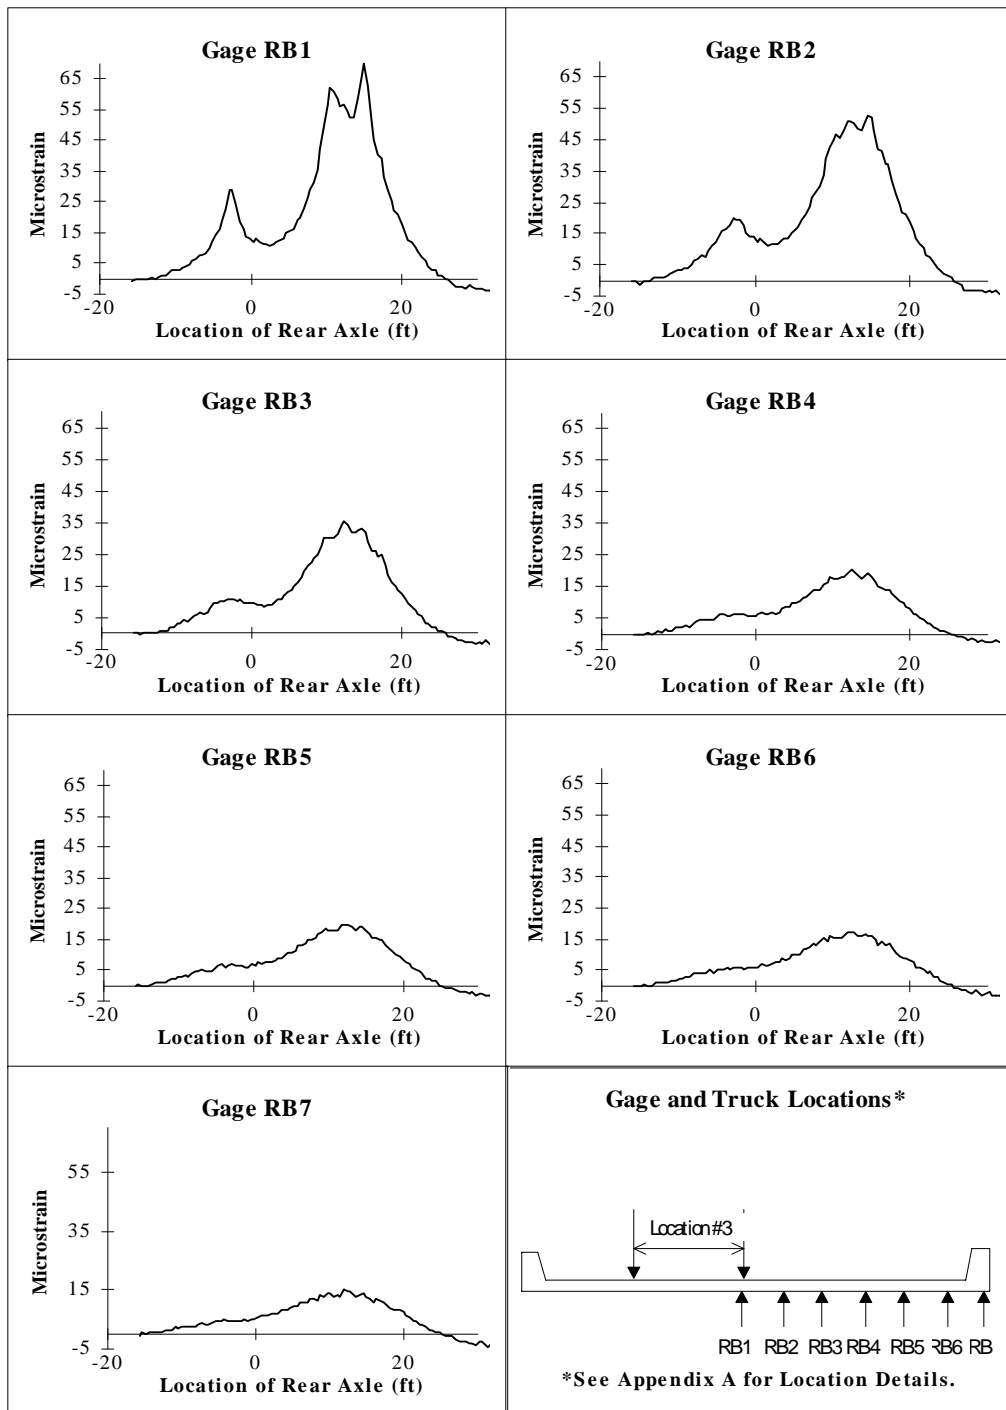 Gage RB1
65
55
45
35
25
15
5
-5
-20
0
20
Microstrain
Location of Rear Axle (ft)
Gage RB2
65
55
45
35
25
15
5
-5
-20
0
20
Microstrain
Location of Rear Axle (ft)
Gage RB3
65
55
45
35
25
15
5
-5
-20
0
20
Microstrain
Location of Rear Axle (ft)
Gage RB4
65
55
45
35
25
15
5
-5
-20
0
20
Microstrain
Location of Rear Axle (ft)
Gage RB5
65
55
45
35
25
15
5
-5
-20
0
20
Microstrain
Location of Rear Axle (ft)
Gage RB6
65
55
45
35
25
15
5
-5
-20
0
20
Microstrain
Location of Rear Axle (ft)
Gage RB7
55
35
15
-5
-20
0
20
Microstrain
Location of Rear Axle (ft)
Gage and Truck Locations*
Location #3
RB1 RB2 RB3 RB4 RB5 RB6 RB
*See Appendix A for Location Details.